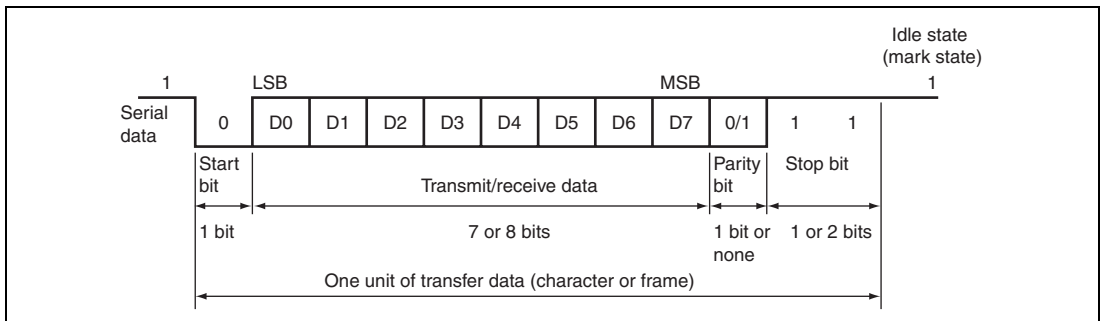 Idle state
(mark state)
1 LSB MSB 1
Serial
data
0 D0 D1 D2 D3 D4 D5 D6 D7 0/1 1 1
Start
bit
Transmit/receive data
Parity
bit
Stop bit
1 bit
7 or 8 bits
1 bit or
none
1 or 2 bits
One unit of transfer data (character or frame)